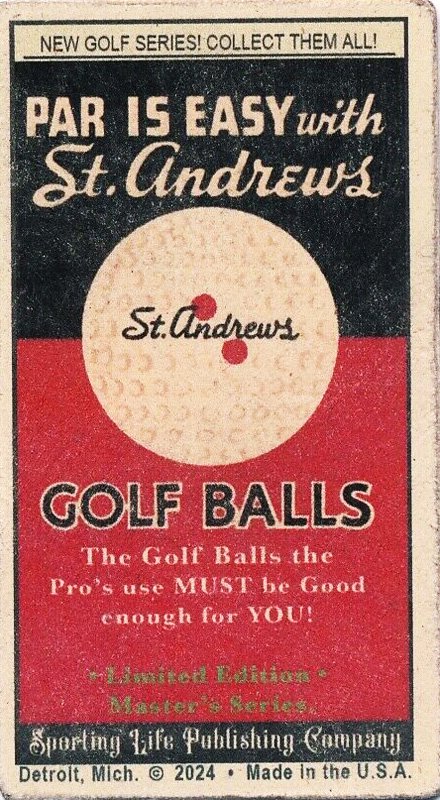 NEW GOLF SERIES! COLLECT THEM ALL!
PAR IS EASY with
St. Andrews
St. Andrews
GOLF BALLS
The Golf Balls the
Pro's use MUST be Good
enough for YOU!
• Limited Edition •
Master's Series.
Sporting Life Publishing Company
Detroit, Mich. © 2024 • Made in the U.S.A.